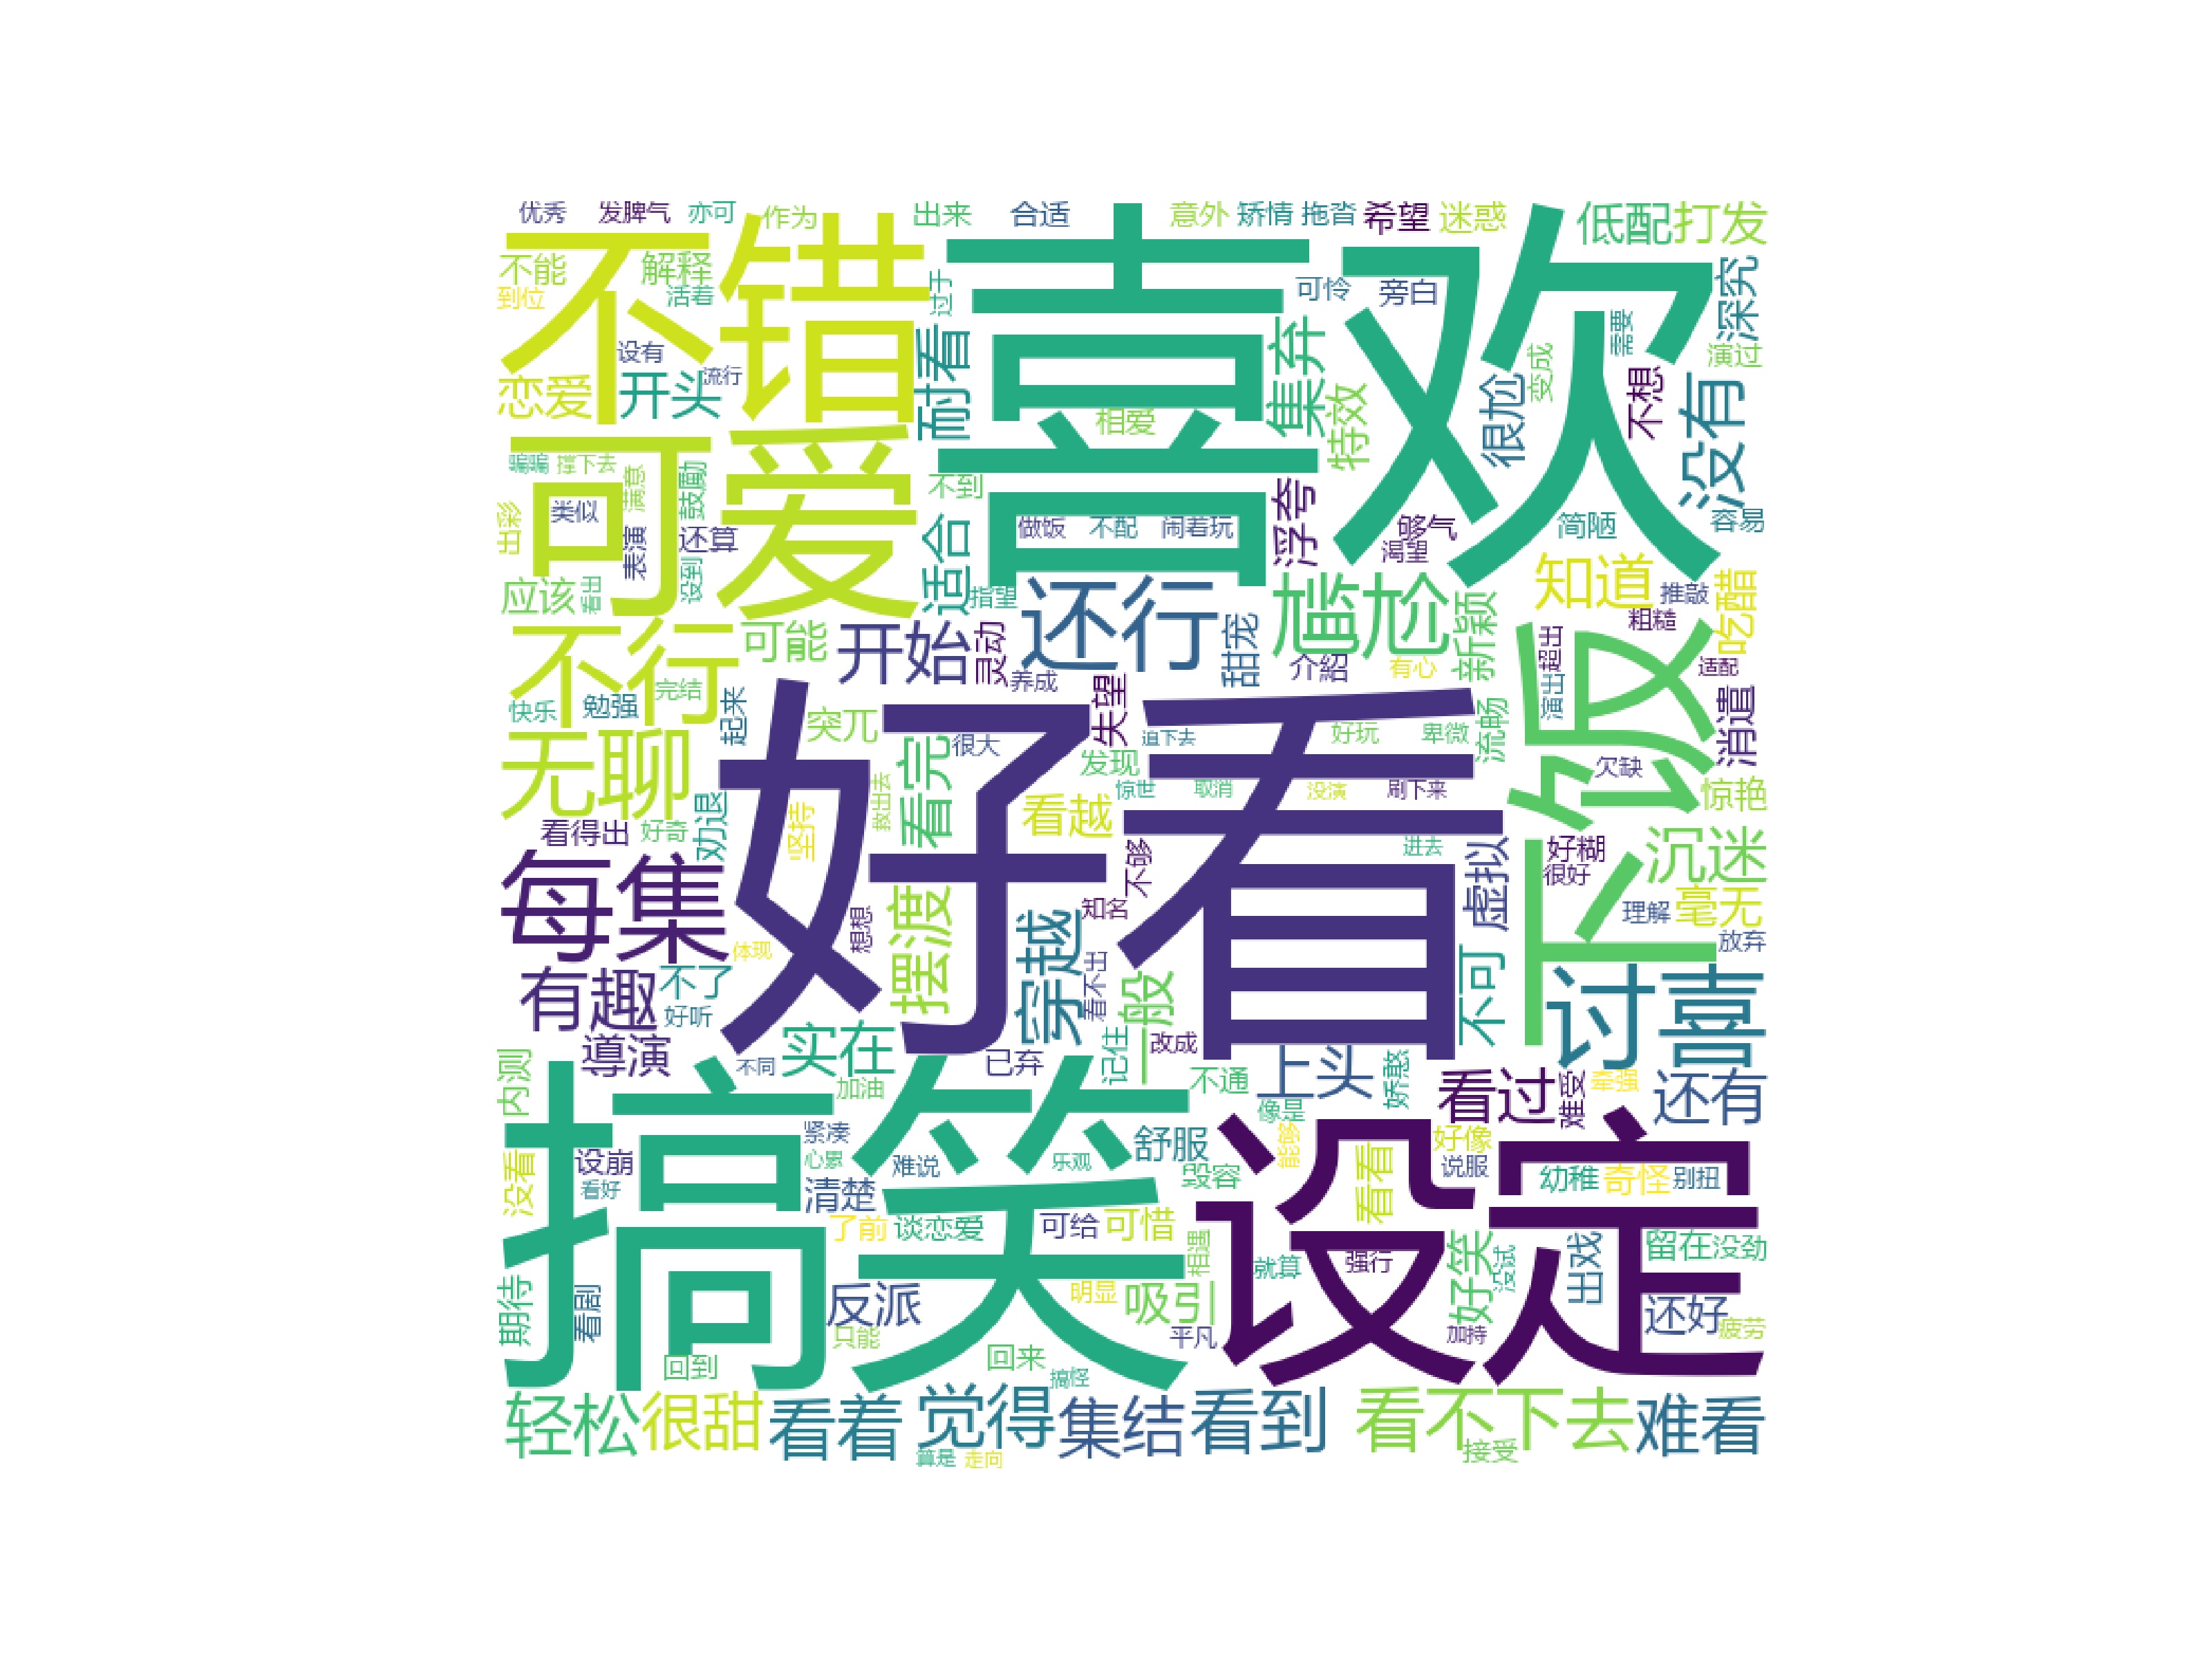 优秀
发脾气
亦可
作为
出来
合适
意外
矫情
拖沓
希望
迷惑
低配
打发
不错
喜欢
不能
解释
到位
活着
过于
可怜
旁白
需要
深究
设有
流行
恋爱
开头
耐看
相爱
集弃
特效
很尬
变成
不想
演过
没有
可爱
骗骗
撑下去
满意
鼓勵
不到
出彩
类似
表演
还算
适合
做饭
不配
闹着玩
浮夸
够气
渴望
简陋
容易
应该
看出
设到
指望
还行
尴尬
知道
推敲
吃醋
粗糙
不行
可能
开始
灵动
养成
甜宠
介紹
有心
新颖
演出
超出
适配
下饭
快乐
勉强
完结
起来
突兀
很大
失望
追下去
好玩
卑微
流畅
消遣
无聊
看完
发现
好看
惊世
取消
没演
刷下来
欠缺
惊艳
看得出
好奇
劝退
坚持
救出去
看越
不够
进去
好糊
很好
沉迷
每集
体现
想想
摆渡
知名
穿越
看不出
一般
虚拟
理解
毫无
放弃
有趣
不了
好听
不可
讨喜
導演
不同
实在
已弃
记住
改成
上头
内测
加油
搞笑
不通
娇憨
看过
难受
牵强
还有
没看
设崩
看好
紧凑
心累
难说
乐观
舒服
像是
能够
设定
好像
说服
看看
幼稚
奇怪
别扭
清楚
毁容
了前
谈恋爱
可给
可惜
相遇
就算
强行
好笑
没试
出戏
留在
没劲
期待
看剧
反派
只能
明显
吸引
平凡
加持
还好
疲劳
回到
回来
搞怪
轻松
很甜
看着
觉得
集结
看到
看不下去
难看
算是
走向
接受